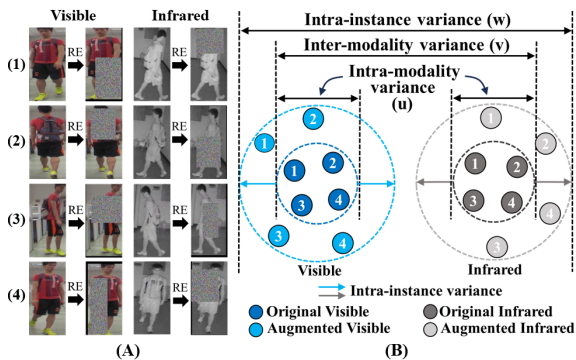 (A)
Visible
Infrared
(1)
RE
RE
(2)
RE
RE
(3)
RE
RE
(4)
RE
RE
(A)
(B)
Intra-instance variance (w)
Inter-modality variance (v)
Intra-modality
variance
(u)
1
2
1
2
3
4
3
4
Visible
1
2
1
2
3
4
4
3
Infrared
Intra-instance variance
Original Visible
Original Infrared
Augmented Visible
Augmented Infrared
(B)